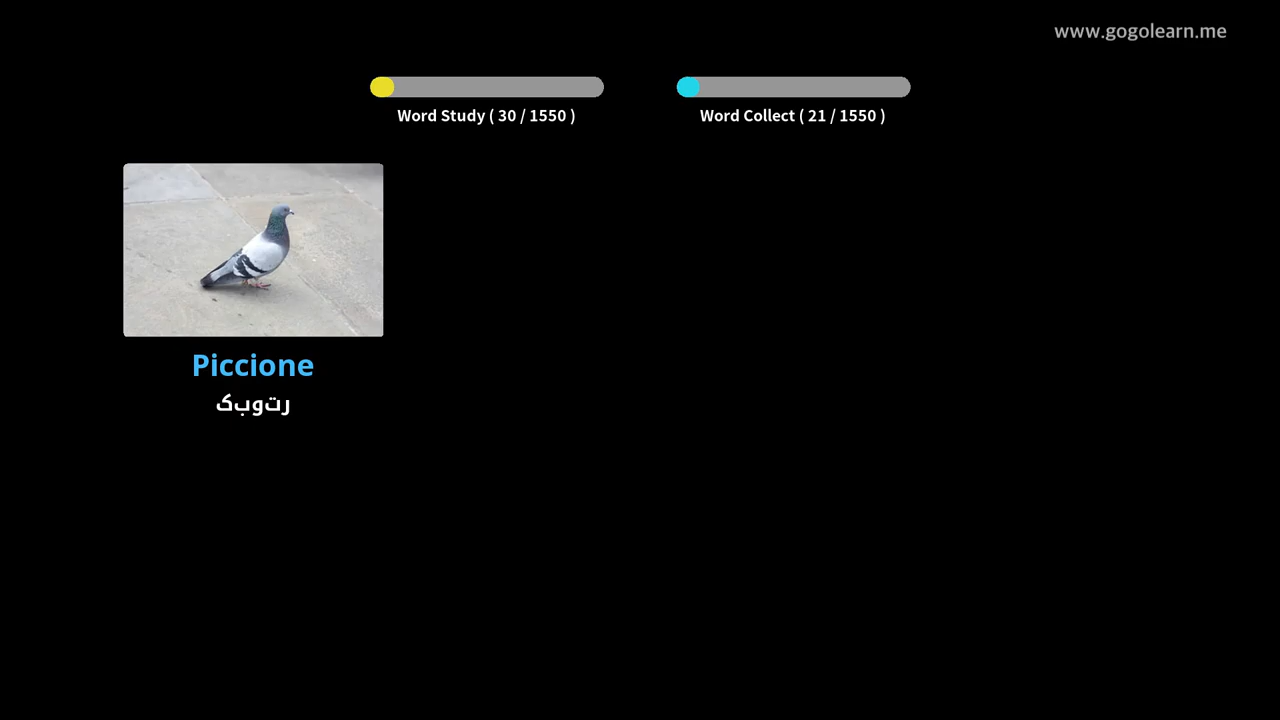 www.gogolearn.me
Word Study ( 30 / 1550 )
Word Collect ( 21 / 1550 )
Piccione
رتوبک